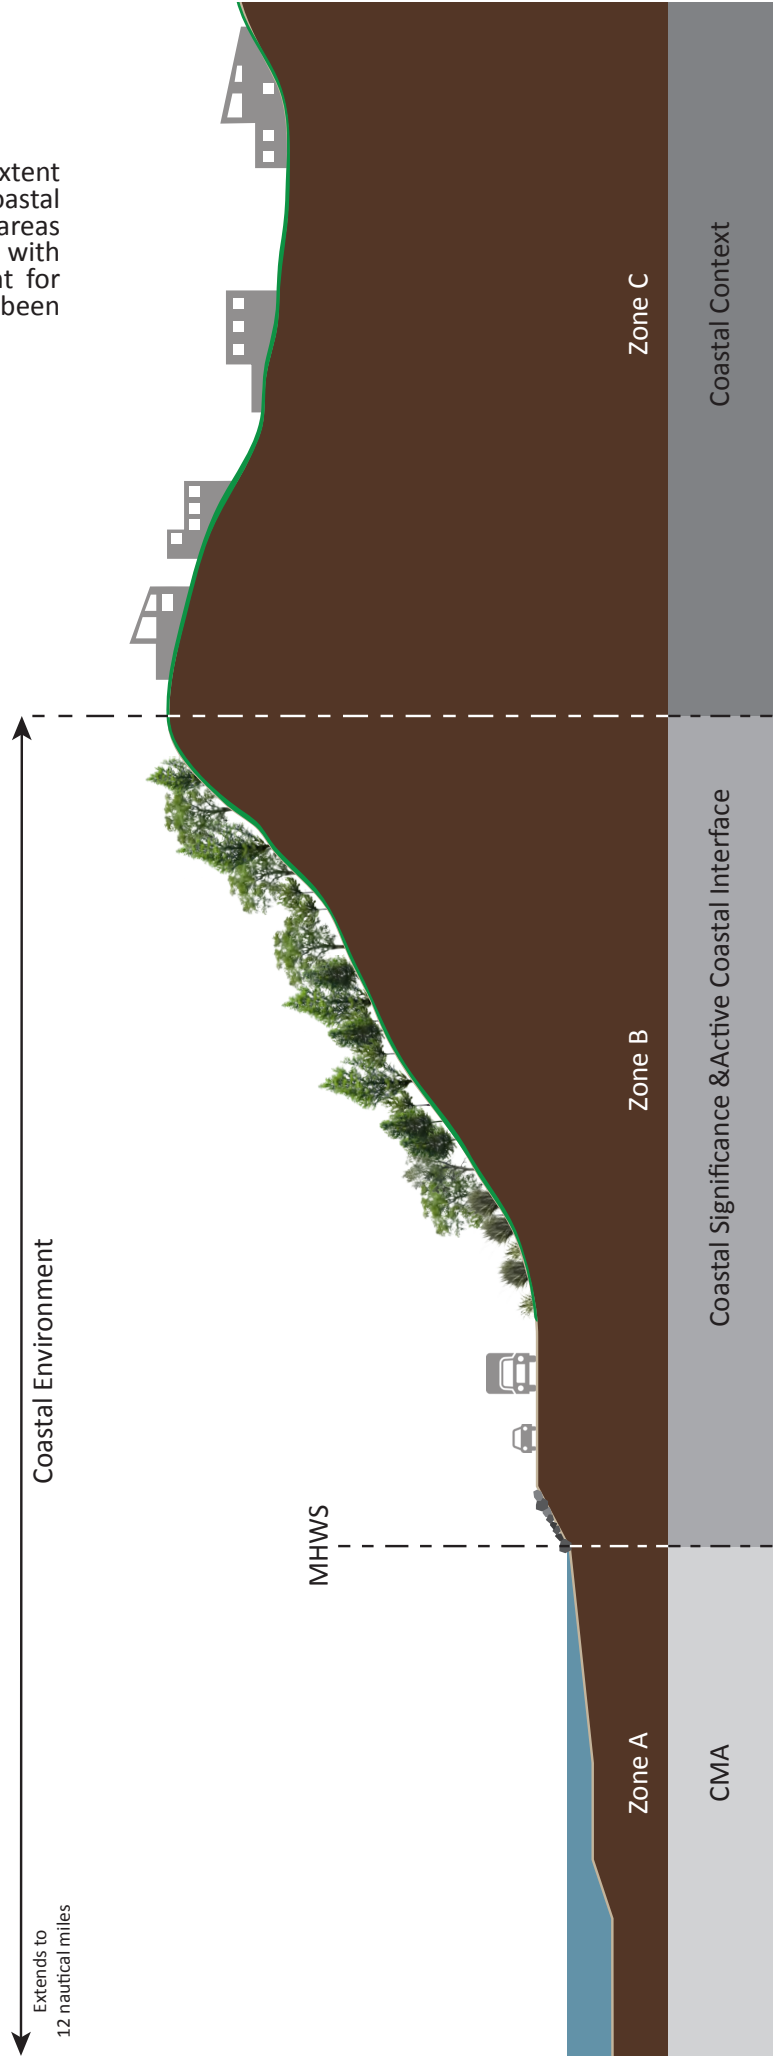 xtent
oastal
areas
with
nt for
been
Coastal Environment
Extends to
12 nautical miles
MHWS
Zone A
Zone B
Zone C
CMA
Coastal Significance &Active Coastal Interface
Coastal Context